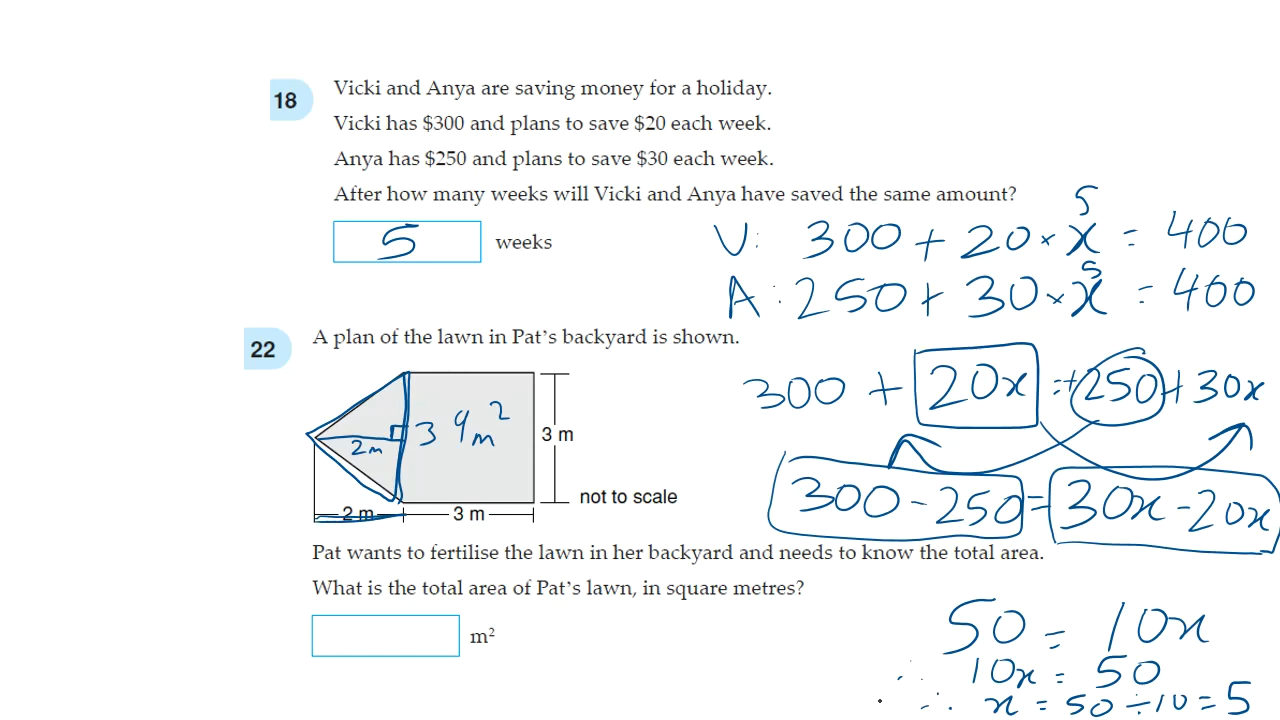 18
Vicki and Anya are saving money for a holiday.
Vicki has $300 and plans to save $20 each week.
Anya has $250 and plans to save $30 each week.
After how many weeks will Vicki and Anya have saved the same amount?
5 weeks
5
V: 300 + 20 × x = 400
5
A: 250 + 30 × x = 400
22
A plan of the lawn in Pat's backyard is shown.
2m
3
9m²
3 m
2 m
3 m
not to scale
300 + 20x = +250 + 30x
300 - 250 = 30x - 20x
Pat wants to fertilise the lawn in her backyard and needs to know the total area.
What is the total area of Pat's lawn, in square metres?
m²
50 = 10x
∴ 10x = 50
∴ x = 50 ÷ 10 = 5